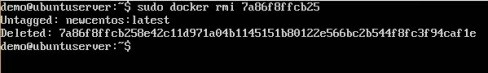 demo@ubuntuserver:~$ sudo docker rmi 7a86f8ffcb25
Untagged: newcentos:latest
Deleted: 7a86f8ffcb258e42c11d971a04b1145151b80122e566bc2b544f8fc3f94caf1e
demo@ubuntuserver:~$